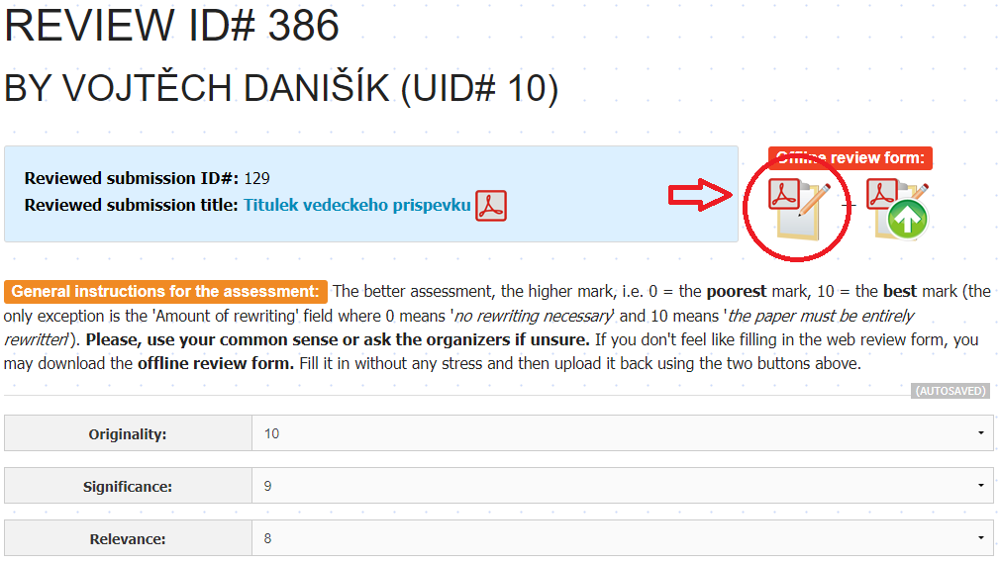 REVIEW ID# 386
BY VOJTĚCH DANIŠÍK (UID# 10)
Reviewed submission ID#: 129
Reviewed submission title: Titulek vedeckeho prispevku
Offline review form:
General instructions for the assessment: The better assessment, the higher mark, i.e. 0 = the poorest mark, 10 = the best mark (the
only exception is the 'Amount of rewriting' field where 0 means 'no rewriting necessary' and 10 means 'the paper must be entirely
rewritten'). Please, use your common sense or ask the organizers if unsure. If you don't feel like filling in the web review form, you
may download the offline review form. Fill it in without any stress and then upload it back using the two buttons above.
(AUTOSAVED)
Originality: 10
Significance: 9
Relevance: 8